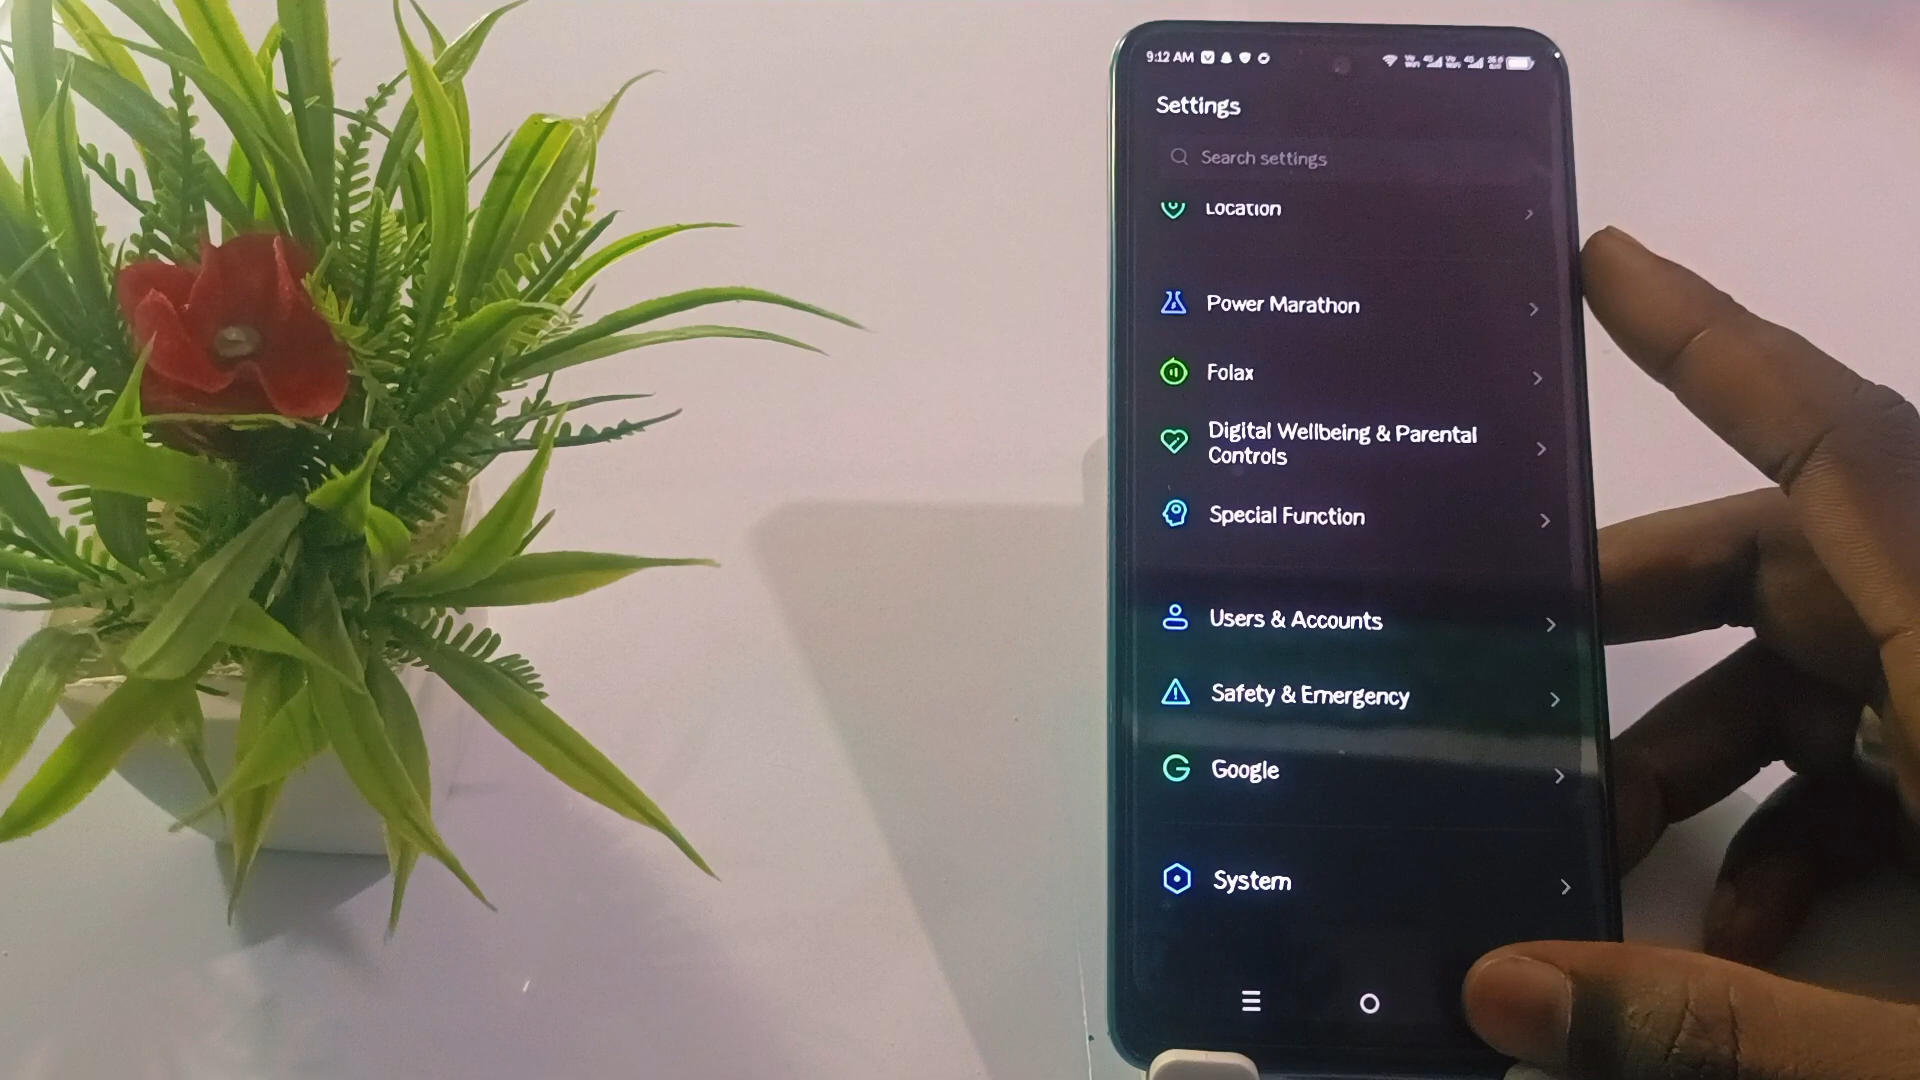 9:12 AM
Settings
Search settings
Location
Power Marathon
Folax
Digital Wellbeing & Parental
Controls
Special Function
Users & Accounts
Safety & Emergency
Google
System